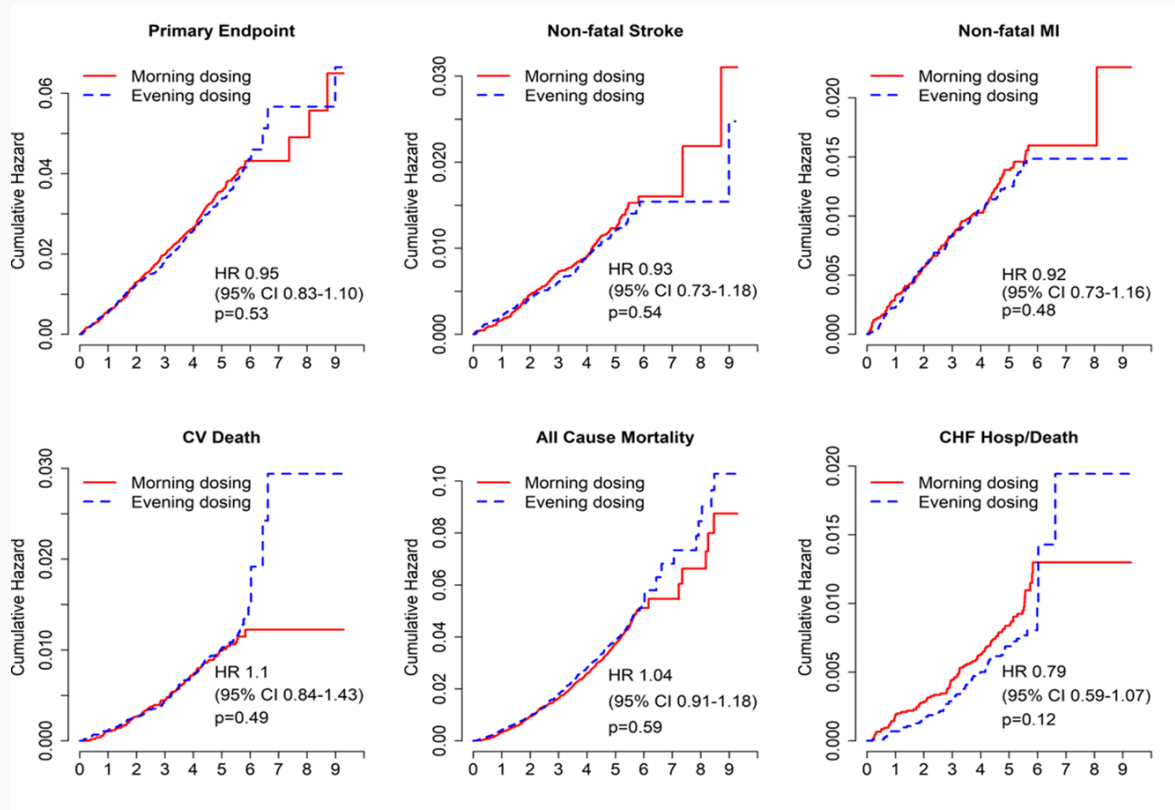 Primary Endpoint
Morning dosing
Evening dosing
Cumulative Hazard
0.00
0.02
0.04
0.06
HR 0.95
(95% CI 0.83-1.10)
p=0.53
0 1 2 3 4 5 6 7 8 9
Non-fatal Stroke
Morning dosing
Evening dosing
Cumulative Hazard
0.000
0.010
0.020
0.030
HR 0.93
(95% CI 0.73-1.18)
p=0.54
0 1 2 3 4 5 6 7 8 9
Non-fatal MI
Morning dosing
Evening dosing
Cumulative Hazard
0.000
0.005
0.010
0.015
0.020
HR 0.92
(95% CI 0.73-1.16)
p=0.48
0 1 2 3 4 5 6 7 8 9
CV Death
Morning dosing
Evening dosing
Cumulative Hazard
0.000
0.010
0.020
0.030
HR 1.1
(95% CI 0.84-1.43)
p=0.49
0 1 2 3 4 5 6 7 8 9
All Cause Mortality
Morning dosing
Evening dosing
Cumulative Hazard
0.00
0.02
0.04
0.06
0.08
0.10
HR 1.04
(95% CI 0.91-1.18)
p=0.59
0 1 2 3 4 5 6 7 8 9
CHF Hosp/Death
Morning dosing
Evening dosing
Cumulative Hazard
0.000
0.005
0.010
0.015
0.020
HR 0.79
(95% CI 0.59-1.07)
p=0.12
0 1 2 3 4 5 6 7 8 9